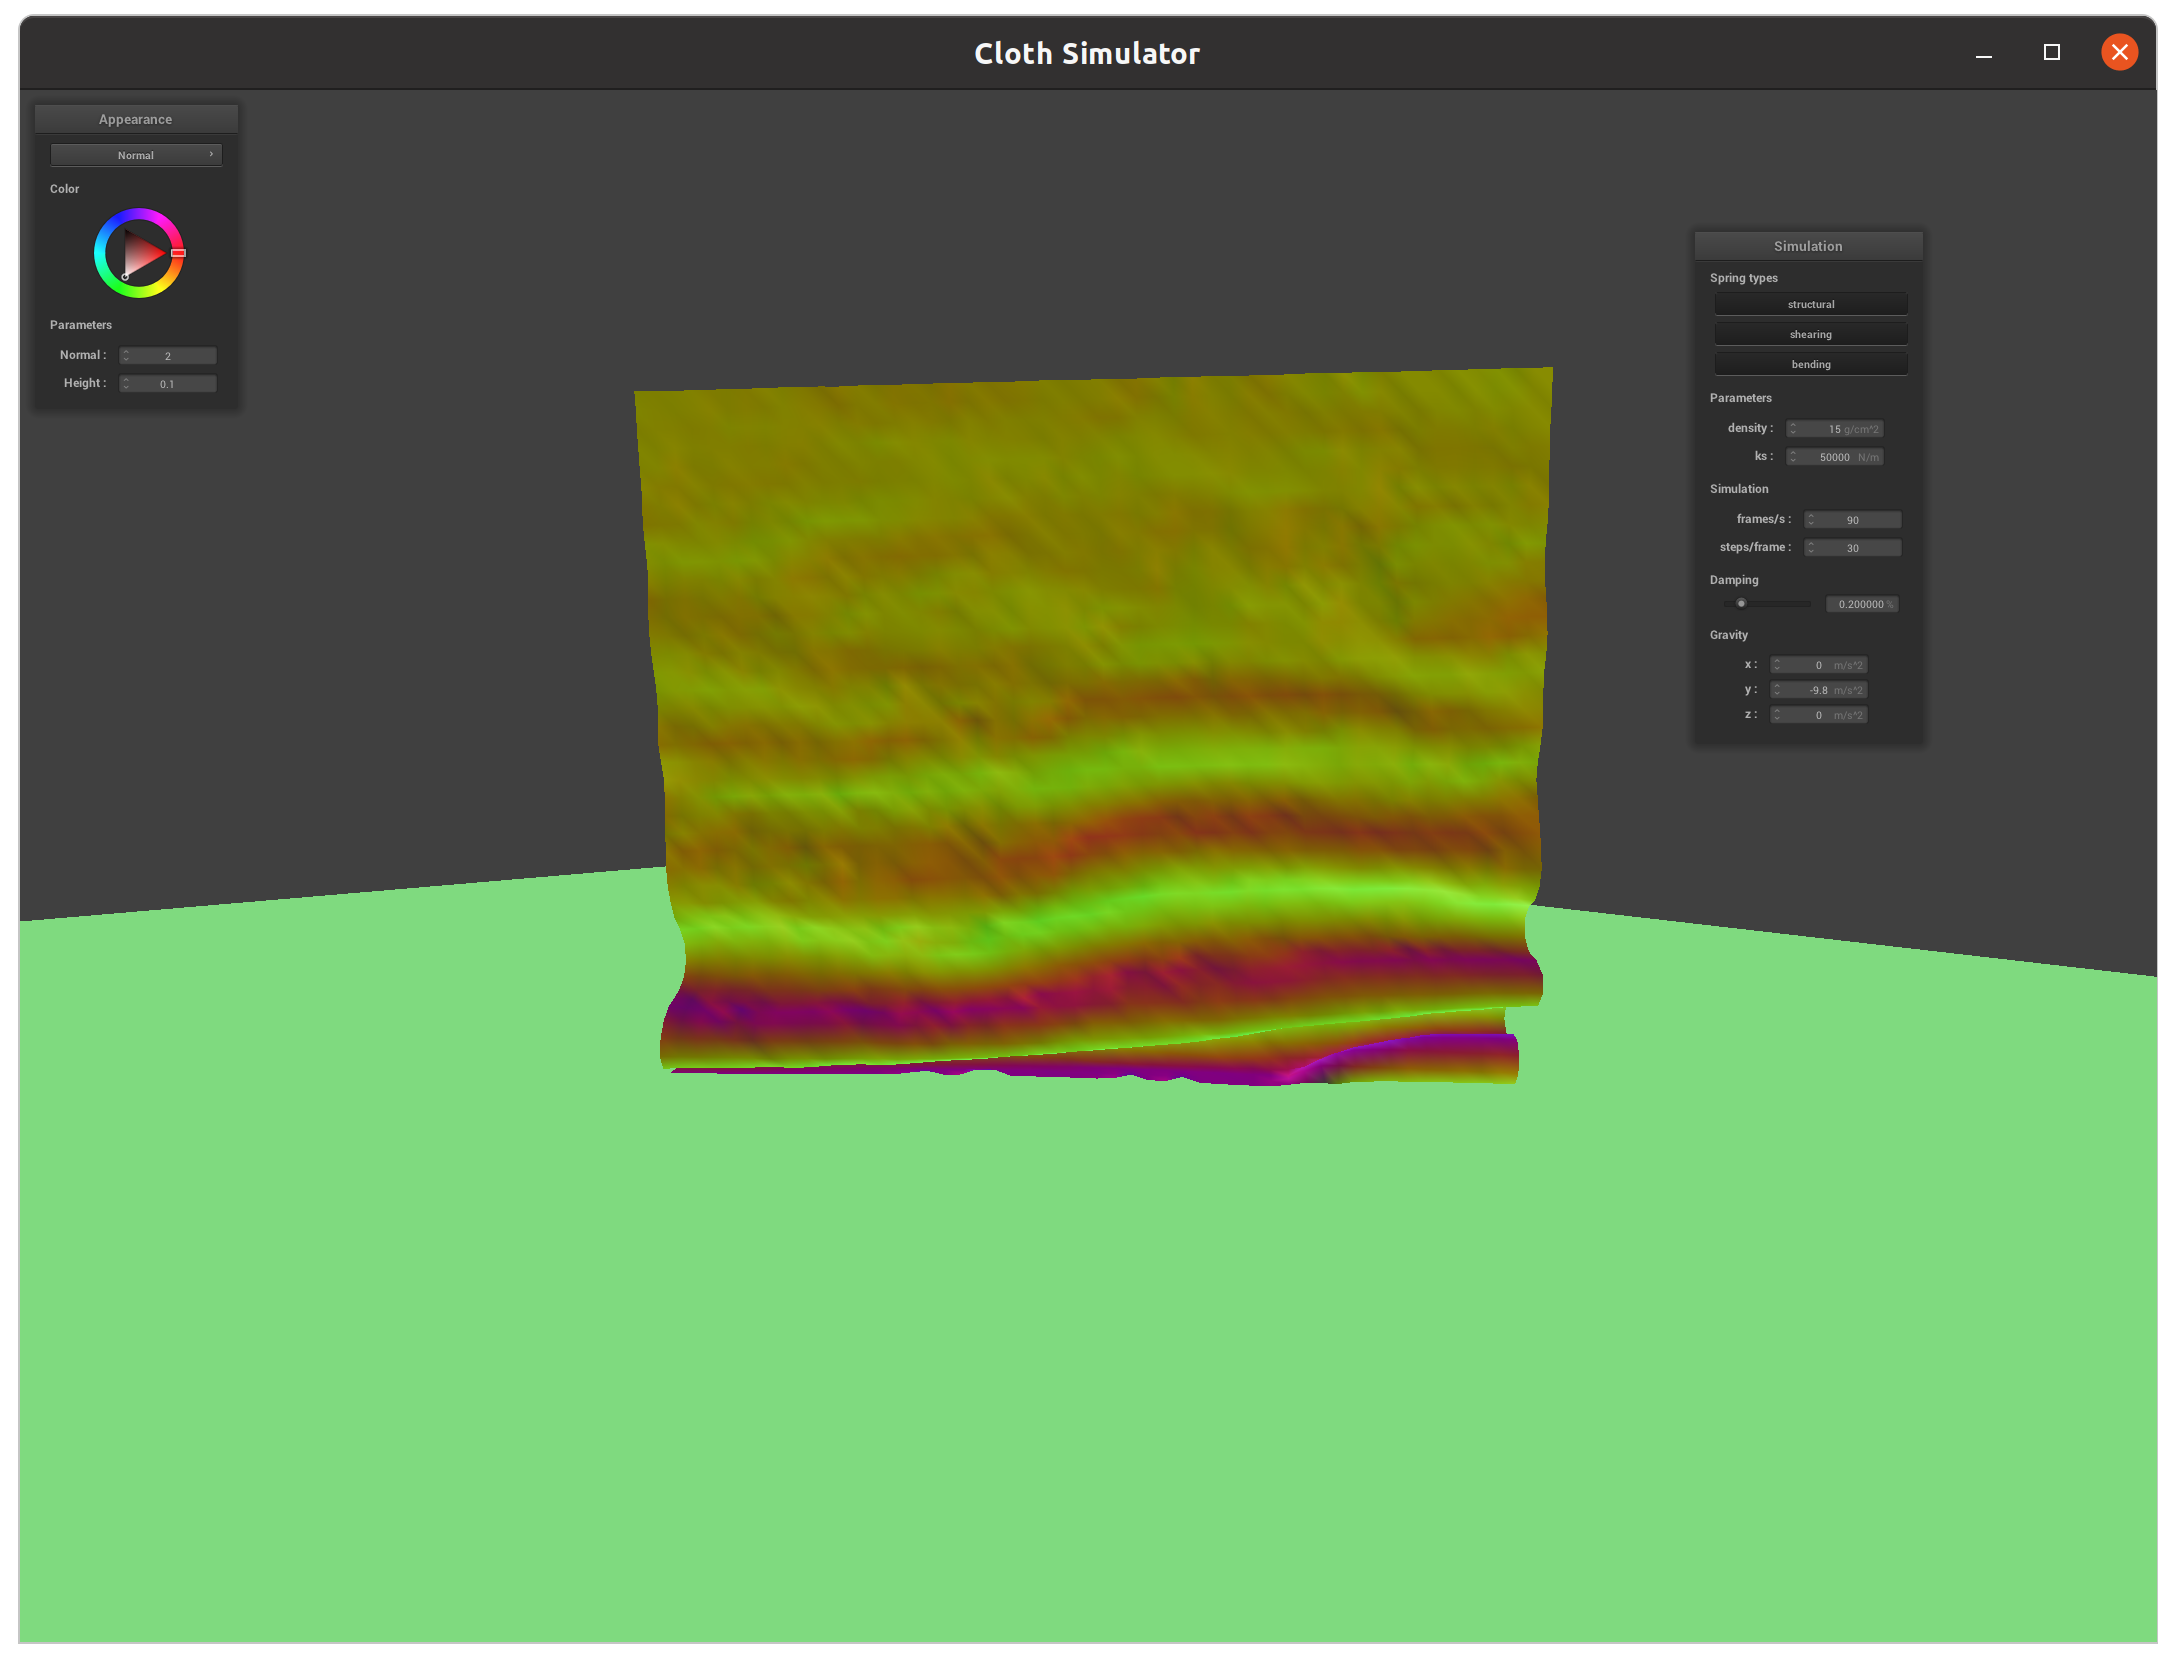 Cloth Simulator
Appearance
Normal
Color
Parameters
Normal : 2
Height : 0.1
Simulation
Spring types
structural
shearing
bending
Parameters
density : 15 g/cm^2
ks : 50000 N/m
Simulation
frames/s : 90
steps/frame : 30
Damping
0.200000 %
Gravity
x : 0 m/s^2
y : -9.8 m/s^2
z : 0 m/s^2